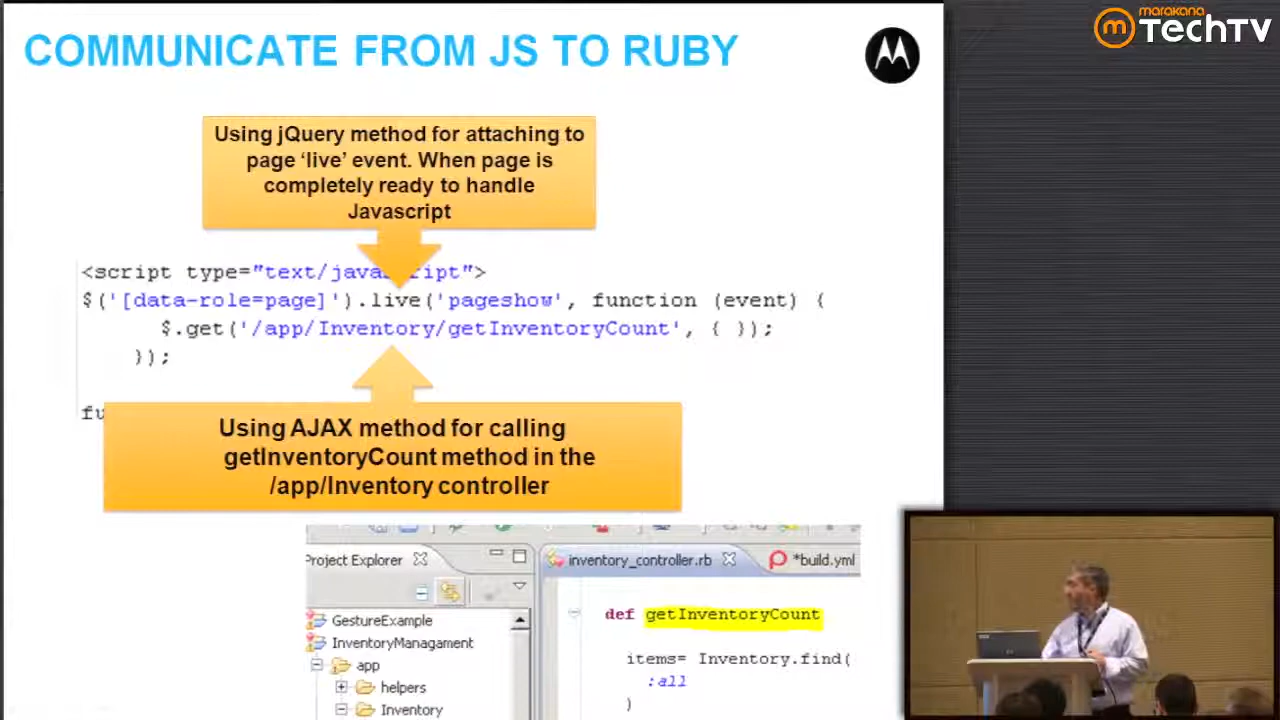 COMMUNICATE FROM JS TO RUBY
marakana
TechTV
Using jQuery method for attaching to
page ‘live’ event. When page is
completely ready to handle
Javascript
<script type="text/javascript">
$('[data-role=page]').live('pageshow', function (event) {
$.get('/app/Inventory/getInventoryCount', { });
});
fu
Using AJAX method for calling
getInventoryCount method in the
/app/Inventory controller
Project Explorer
inventory_controller.rb
*build.yml
GestureExample
InventoryManagament
app
helpers
Inventory
def getInventoryCount
items= Inventory.find(
:all
)